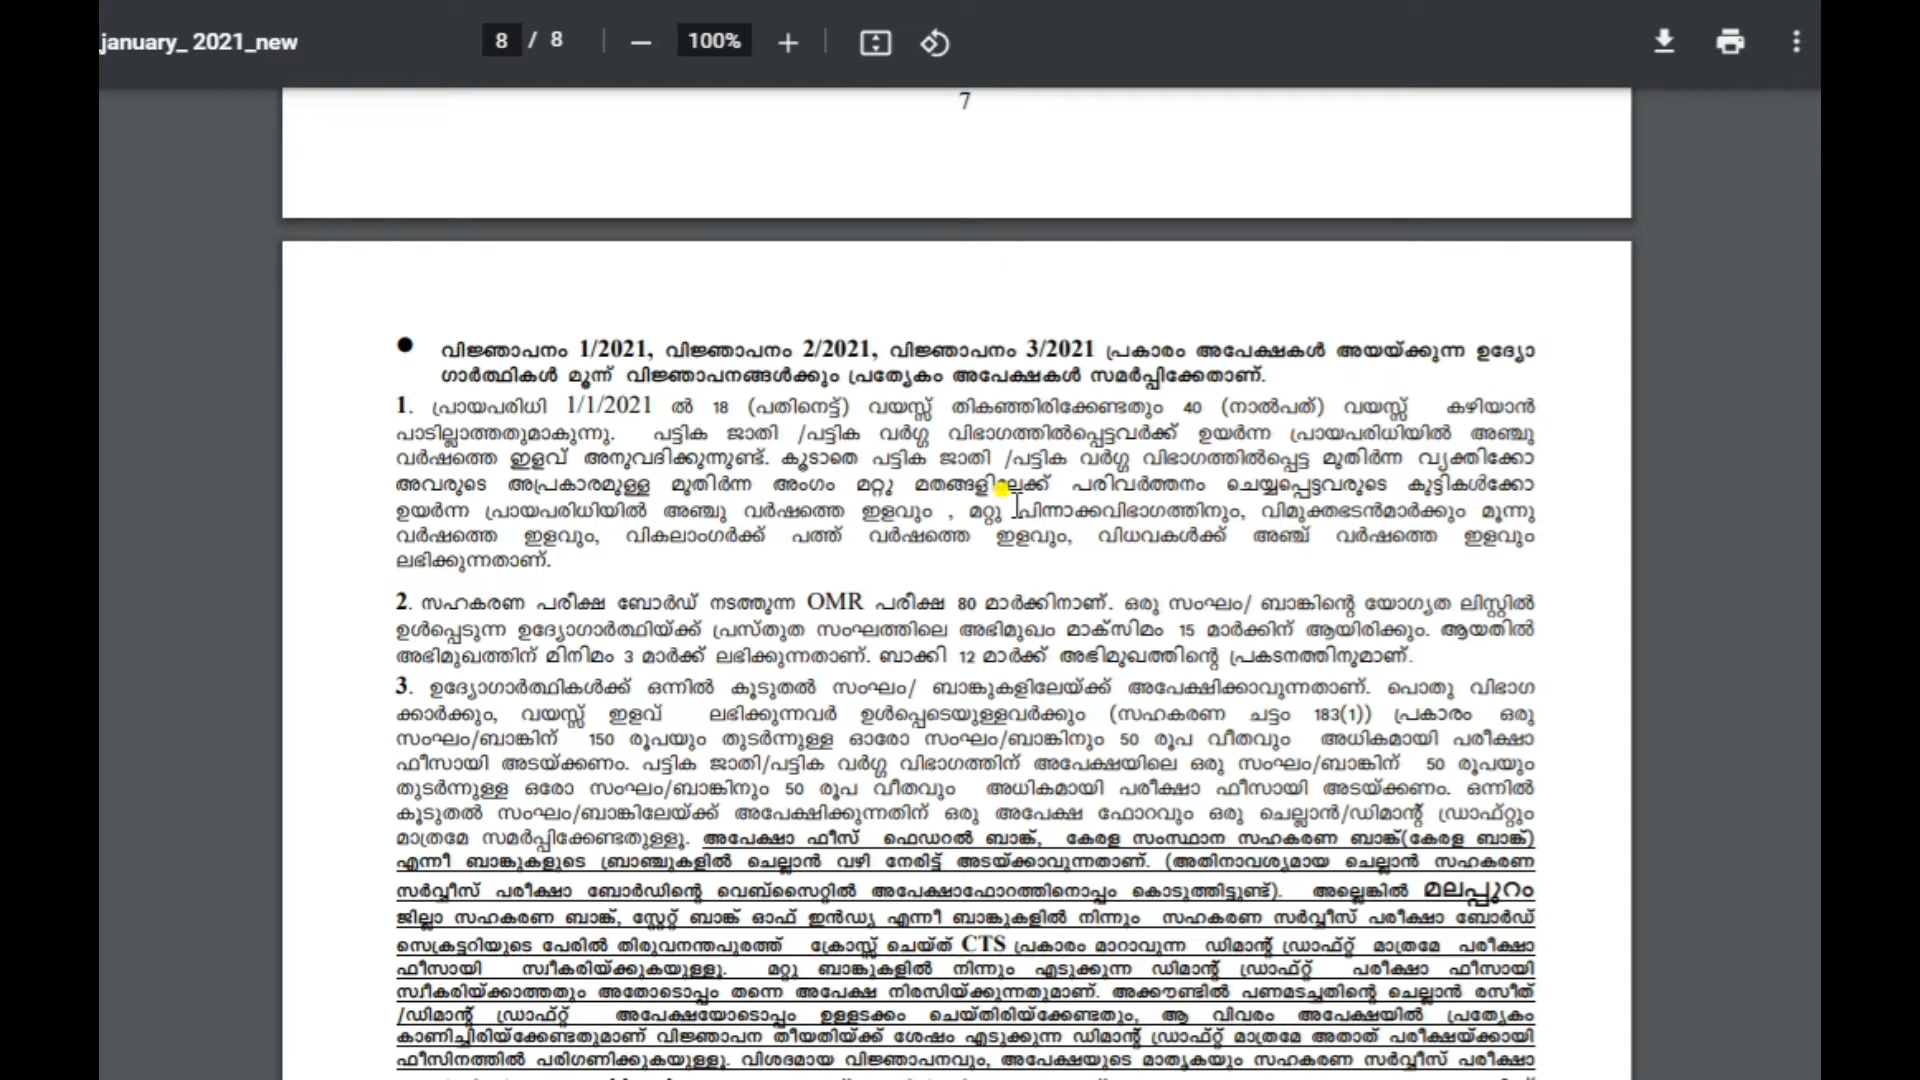 january_ 2021_new
8 / 8
100%
7
● വിജ്ഞാപനം 1/2021, വിജ്ഞാപനം 2/2021, വിജ്ഞാപനം 3/2021 പ്രകാരം അപേക്ഷകൾ അയയ്ക്കുന്ന ഉദ്യോ
ഗാർത്ഥികൾ മൂന്ന് വിജ്ഞാപനങ്ങൾക്കും പ്രത്യേകം അപേക്ഷകൾ സമർപ്പിക്കേതാണ്.
1. പ്രായപരിധി 1/1/2021 ൽ 18 (പതിനെട്ട്) വയസ്സ് തികഞ്ഞിരിക്കേണ്ടതും 40 (നാൽപത്) വയസ്സ് കഴിയാൻ
പാടില്ലാത്തതുമാകുന്നു. പട്ടിക ജാതി /പട്ടിക വർഗ്ഗ വിഭാഗത്തിൽപ്പെട്ടവർക്ക് ഉയർന്ന പ്രായപരിധിയിൽ അഞ്ചു
വർഷത്തെ ഇളവ് അനുവദിക്കുന്നുണ്ട്. കൂടാതെ പട്ടിക ജാതി /പട്ടിക വർഗ്ഗ വിഭാഗത്തിൽപ്പെട്ട മുതിർന്ന വ്യക്തിക്കോ
അവരുടെ അപ്രകാരമുള്ള മുതിർന്ന അംഗം മറ്റു മതങ്ങളിലേക്ക് പരിവർത്തനം ചെയ്യപ്പെട്ടവരുടെ കുട്ടികൾക്കോ
ഉയർന്ന പ്രായപരിധിയിൽ അഞ്ചു വർഷത്തെ ഇളവും , മറ്റു പിന്നാക്കവിഭാഗത്തിനും, വിമുക്തഭടൻമാർക്കും മൂന്നു
വർഷത്തെ ഇളവും, വികലാംഗർക്ക് പത്ത് വർഷത്തെ ഇളവും, വിധവകൾക്ക് അഞ്ച് വർഷത്തെ ഇളവും
ലഭിക്കുന്നതാണ്.
2. സഹകരണ പരീക്ഷ ബോർഡ് നടത്തുന്ന OMR പരീക്ഷ 80 മാർക്കിനാണ്. ഒരു സംഘം/ ബാങ്കിന്റെ യോഗ്യത ലിസ്റ്റിൽ
ഉൾപ്പെടുന്ന ഉദ്യോഗാർത്ഥിയ്ക്ക് പ്രസ്തുത സംഘത്തിലെ അഭിമുഖം മാക്സിമം 15 മാർക്കിന് ആയിരിക്കും. ആയതിൽ
അഭിമുഖത്തിന് മിനിമം 3 മാർക്ക് ലഭിക്കുന്നതാണ്. ബാക്കി 12 മാർക്ക് അഭിമുഖത്തിന്റെ പ്രകടനത്തിനുമാണ്.
3. ഉദ്യോഗാർത്ഥികൾക്ക് ഒന്നിൽ കൂടുതൽ സംഘം/ ബാങ്കുകളിലേയ്ക്ക് അപേക്ഷിക്കാവുന്നതാണ്. പൊതു വിഭാഗ
ക്കാർക്കും, വയസ്സ് ഇളവ് ലഭിക്കുന്നവർ ഉൾപ്പെടെയുള്ളവർക്കും (സഹകരണ ചട്ടം 183(1)) പ്രകാരം ഒരു
സംഘം/ബാങ്കിന് 150 രൂപയും തുടർന്നുള്ള ഓരോ സംഘം/ബാങ്കിനും 50 രൂപ വീതവും അധികമായി പരീക്ഷാ
ഫീസായി അടയ്ക്കണം. പട്ടിക ജാതി/പട്ടിക വർഗ്ഗ വിഭാഗത്തിന് അപേക്ഷയിലെ ഒരു സംഘം/ബാങ്കിന് 50 രൂപയും
തുടർന്നുള്ള ഒരോ സംഘം/ബാങ്കിനും 50 രൂപ വീതവും അധികമായി പരീക്ഷാ ഫീസായി അടയ്ക്കണം. ഒന്നിൽ
കൂടുതൽ സംഘം/ബാങ്കിലേയ്ക്ക് അപേക്ഷിക്കുന്നതിന് ഒരു അപേക്ഷ ഫോറവും ഒരു ചെല്ലാൻ/ഡിമാന്റ് ഡ്രാഫ്റ്റും
മാത്രമേ സമർപ്പിക്കേണ്ടതുള്ളൂ. അപേക്ഷാ ഫീസ് ഫെഡറൽ ബാങ്ക്, കേരള സംസ്ഥാന സഹകരണ ബാങ്ക്(കേരള ബാങ്ക്)
എന്നീ ബാങ്കുകളുടെ ബ്രാഞ്ചുകളിൽ ചെല്ലാൻ വഴി നേരിട്ട് അടയ്ക്കാവുന്നതാണ്. (അതിനാവശ്യമായ ചെല്ലാൻ സഹകരണ
സർവ്വീസ് പരീക്ഷാ ബോർഡിന്റെ വെബ്സൈറ്റിൽ അപേക്ഷാഫോറത്തിനൊപ്പം കൊടുത്തിട്ടുണ്ട്). അല്ലെങ്കിൽ മലപ്പുറം
ജില്ലാ സഹകരണ ബാങ്ക്, സ്റ്റേറ്റ് ബാങ്ക് ഓഫ് ഇൻഡ്യ എന്നീ ബാങ്കുകളിൽ നിന്നും സഹകരണ സർവ്വീസ് പരീക്ഷാ ബോർഡ്
സെക്രട്ടറിയുടെ പേരിൽ തിരുവനന്തപുരത്ത് ക്രോസ്സ് ചെയ്ത് CTS പ്രകാരം മാറാവുന്ന ഡിമാന്റ് ഡ്രാഫ്റ്റ് മാത്രമേ പരീക്ഷാ
ഫീസായി സ്വീകരിയ്ക്കുകയുള്ളൂ. മറ്റു ബാങ്കുകളിൽ നിന്നും എടുക്കുന്ന ഡിമാന്റ് ഡ്രാഫ്റ്റ് പരീക്ഷാ ഫീസായി
സ്വീകരിയ്ക്കാത്തതും അതോടൊപ്പം തന്നെ അപേക്ഷ നിരസിയ്ക്കുന്നതുമാണ്. അക്കൗണ്ടിൽ പണമടച്ചതിന്റെ ചെല്ലാൻ രസീത്
/ഡിമാന്റ് ഡ്രാഫ്റ്റ് അപേക്ഷയോടൊപ്പം ഉള്ളടക്കം ചെയ്തിരിയ്ക്കേണ്ടതും, ആ വിവരം അപേക്ഷയിൽ പ്രത്യേകം
കാണിച്ചിരിയ്ക്കേണ്ടതുമാണ് വിജ്ഞാപന തീയതിയ്ക്ക് ശേഷം എടുക്കുന്ന ഡിമാന്റ് ഡ്രാഫ്റ്റ് മാത്രമേ അതാത് പരീക്ഷയ്ക്കായി
ഫീസിനത്തിൽ പരിഗണിക്കുകയുള്ളൂ. വിശദമായ വിജ്ഞാപനവും, അപേക്ഷയുടെ മാതൃകയും സഹകരണ സർവ്വീസ് പരീക്ഷാ